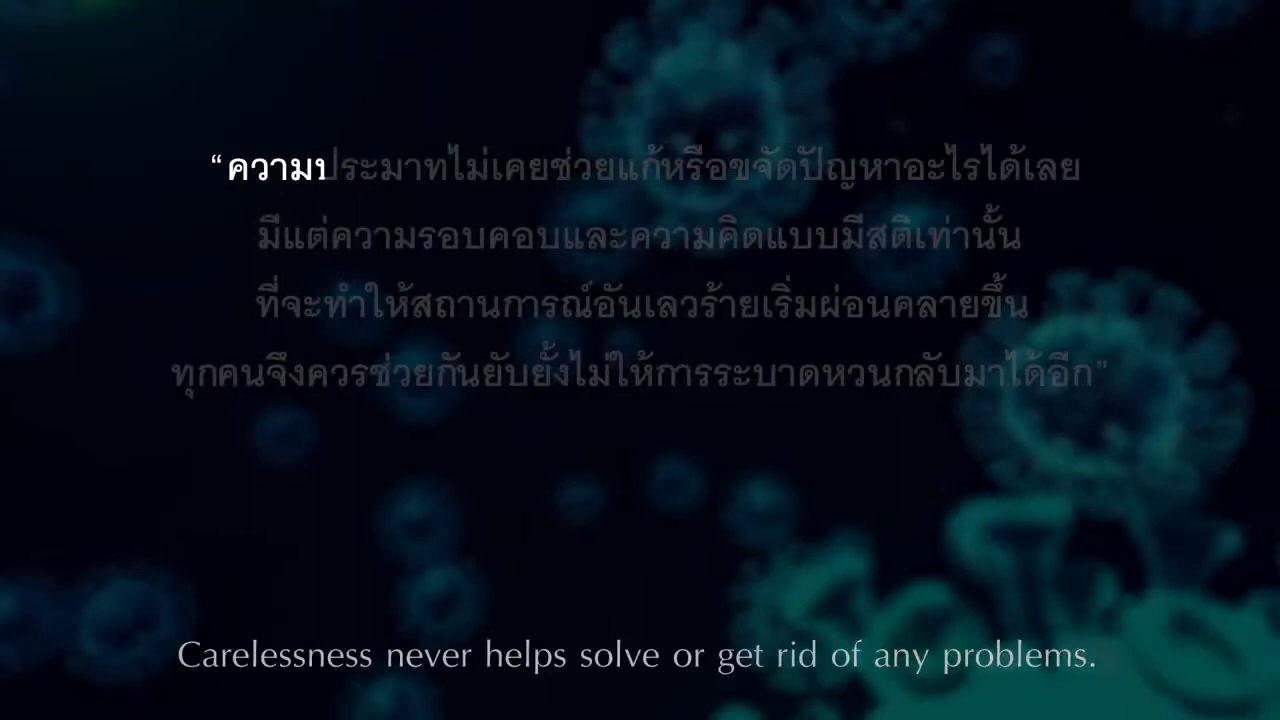 “ความประมาทไม่เคยช่วยแก้หรือขจัดปัญหาอะไรได้เลย
มีแต่ความรอบคอบและความคิดแบบมีสติเท่านั้น
ที่จะทำให้สถานการณ์อันเลวร้ายเริ่มผ่อนคลายขึ้น
ทุกคนจึงควรช่วยกันยับยั้งไม่ให้การระบาดหวนกลับมาได้อีก”
Carelessness never helps solve or get rid of any problems.